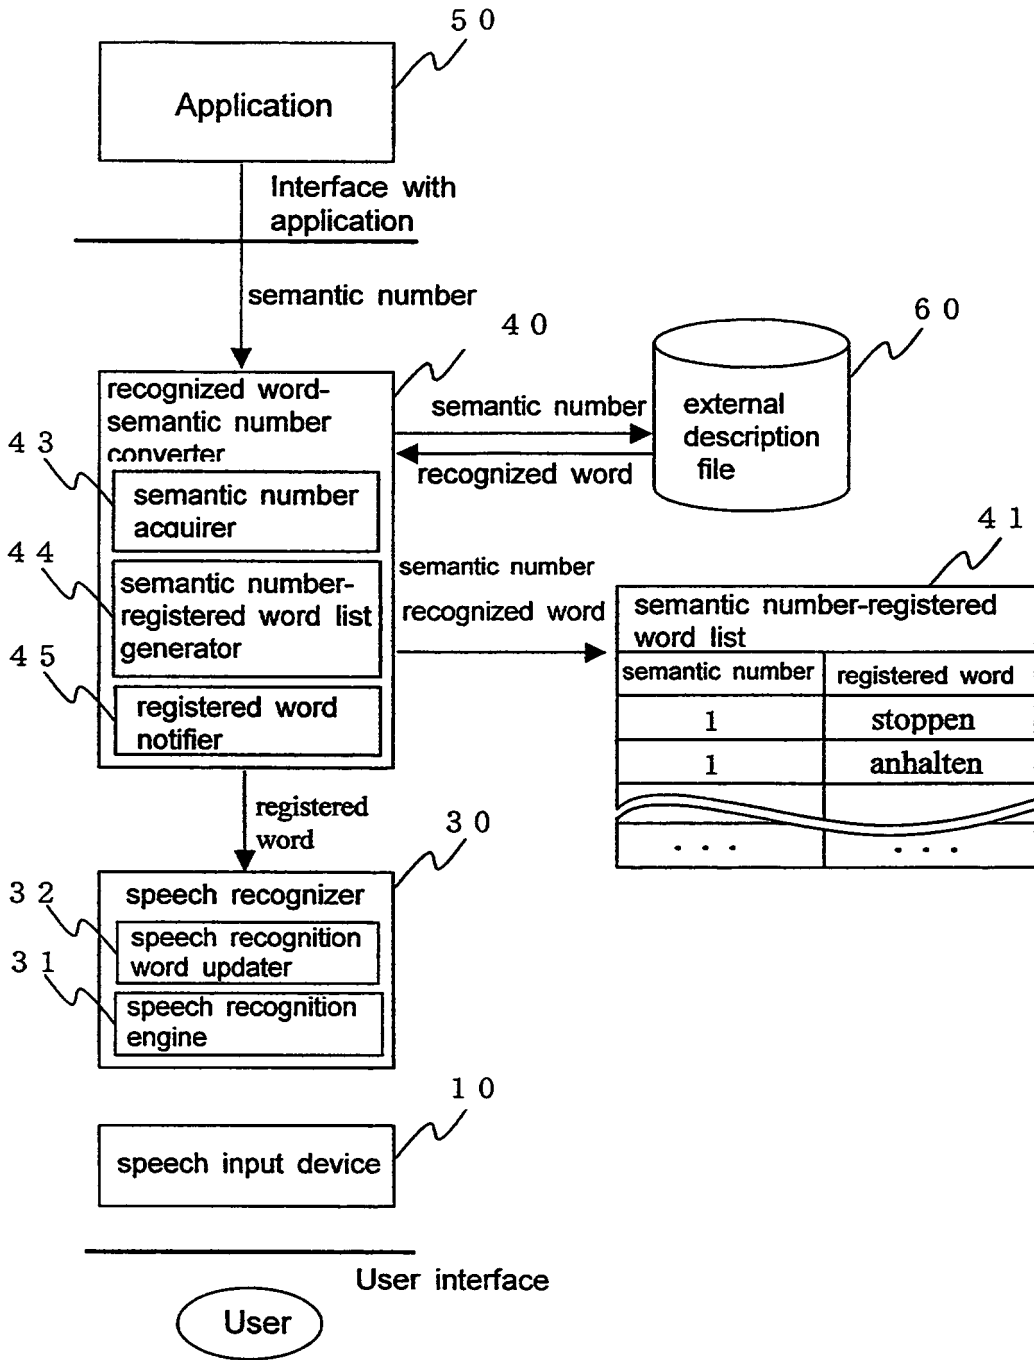 5 0
Application
Interface with
application
semantic number
4 0
6 0
recognized word-
semantic number
converter
semantic number
recognized word
external
description
file
4 3
semantic number
acquirer
4 4
semantic number-
registered word list
generator
semantic number
recognized word
4 1
semantic number-registered
word list
semantic number registered word
1 stoppen
1 anhalten
. . . . . .
4 5
registered word
notifier
registered
word
3 0
speech recognizer
3 2
speech recognition
word updater
3 1
speech recognition
engine
1 0
speech input device
User interface
User